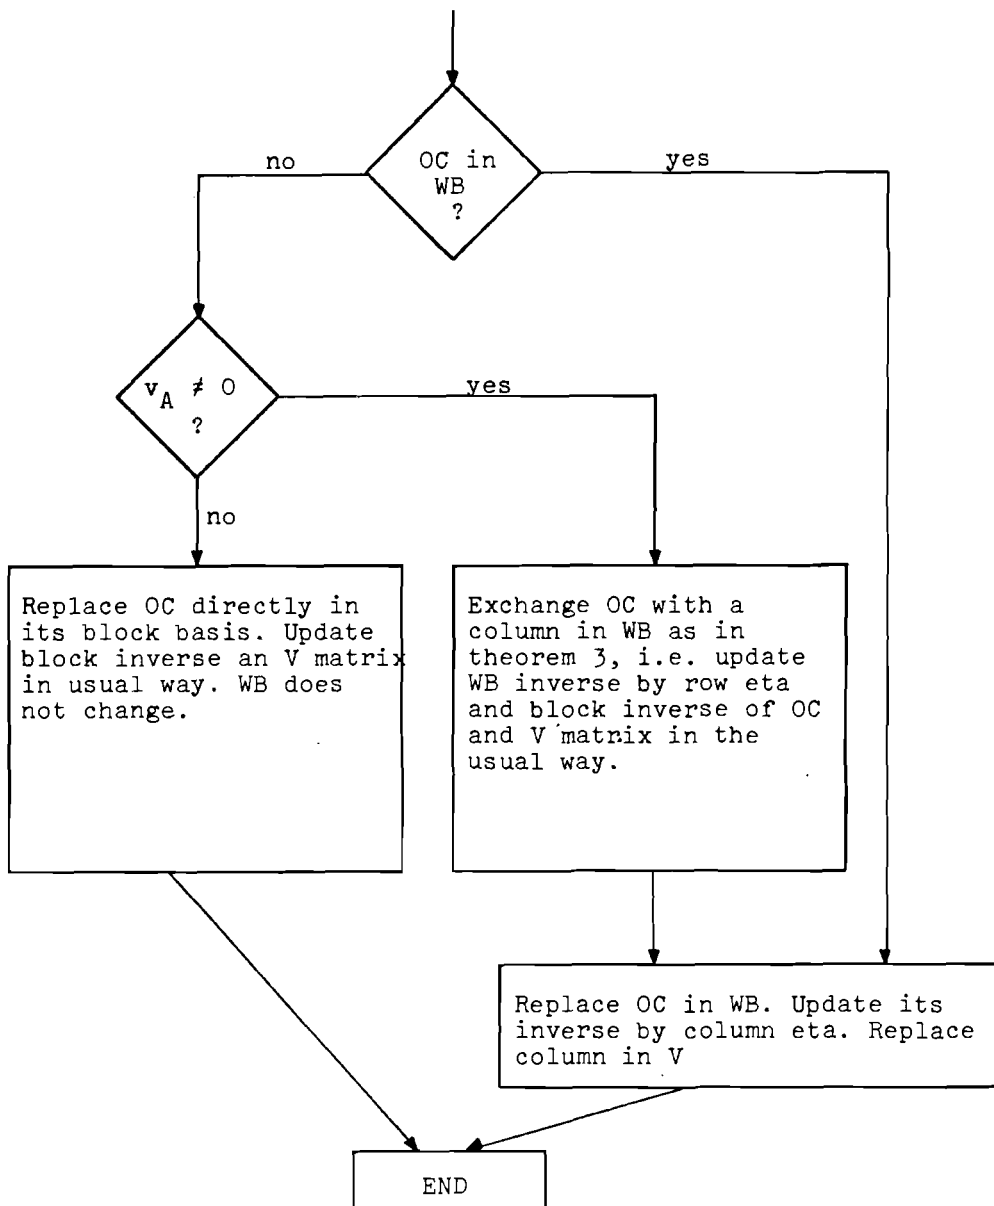 OC in
WB
?
no
yes
v_A ≠ 0
?
yes
no
Replace OC directly in
its block basis. Update
block inverse an V matrix
in usual way. WB does
not change.
Exchange OC with a
column in WB as in
theorem 3, i.e. update
WB inverse by row eta
and block inverse of OC
and V matrix in the
usual way.
Replace OC in WB. Update its
inverse by column eta. Replace
column in V
END